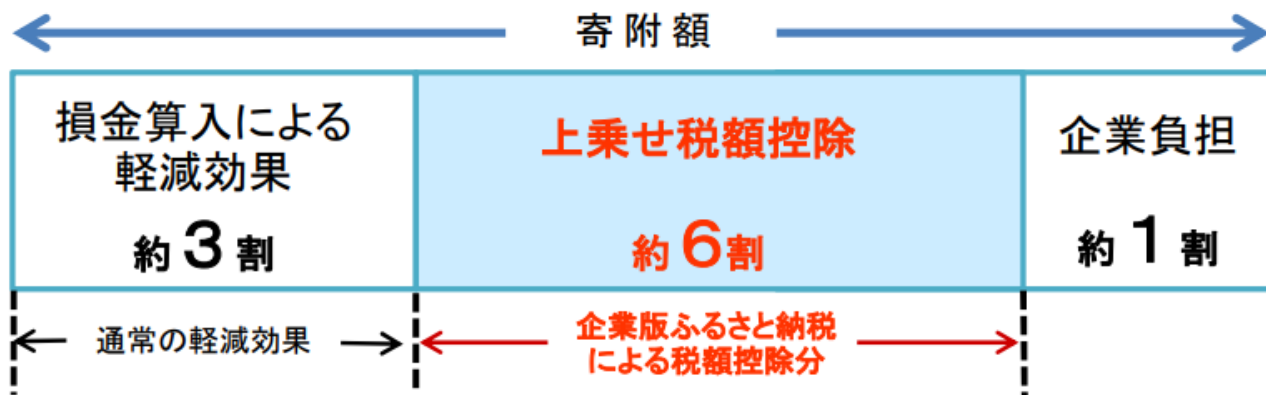 寄附額
損金算入による
軽減効果
約3割
上乗せ税額控除
約6割
企業負担
約1割
通常の軽減効果
企業版ふるさと納税
による税額控除分